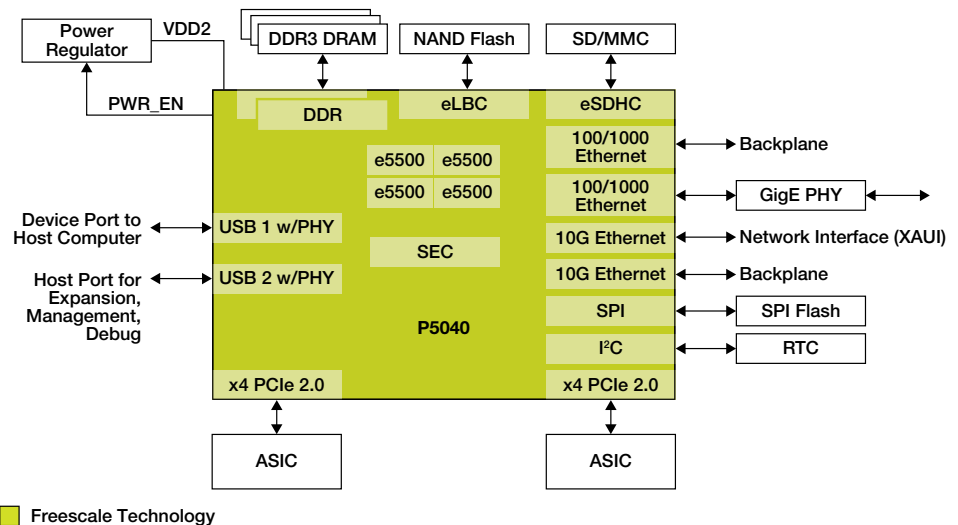 Power
Regulator
VDD2
PWR_EN
DDR3 DRAM
NAND Flash
SD/MMC
DDR
eLBC
eSDHC
100/1000
Ethernet
Backplane
e5500 e5500
e5500 e5500
100/1000
Ethernet
GigE PHY
Device Port to
Host Computer
USB 1 w/PHY
SEC
10G Ethernet
Network Interface (XAUI)
Host Port for
Expansion,
Management,
Debug
USB 2 w/PHY
10G Ethernet
Backplane
P5040
SPI
SPI Flash
I²C
RTC
x4 PCIe 2.0
x4 PCIe 2.0
ASIC
ASIC
Freescale Technology